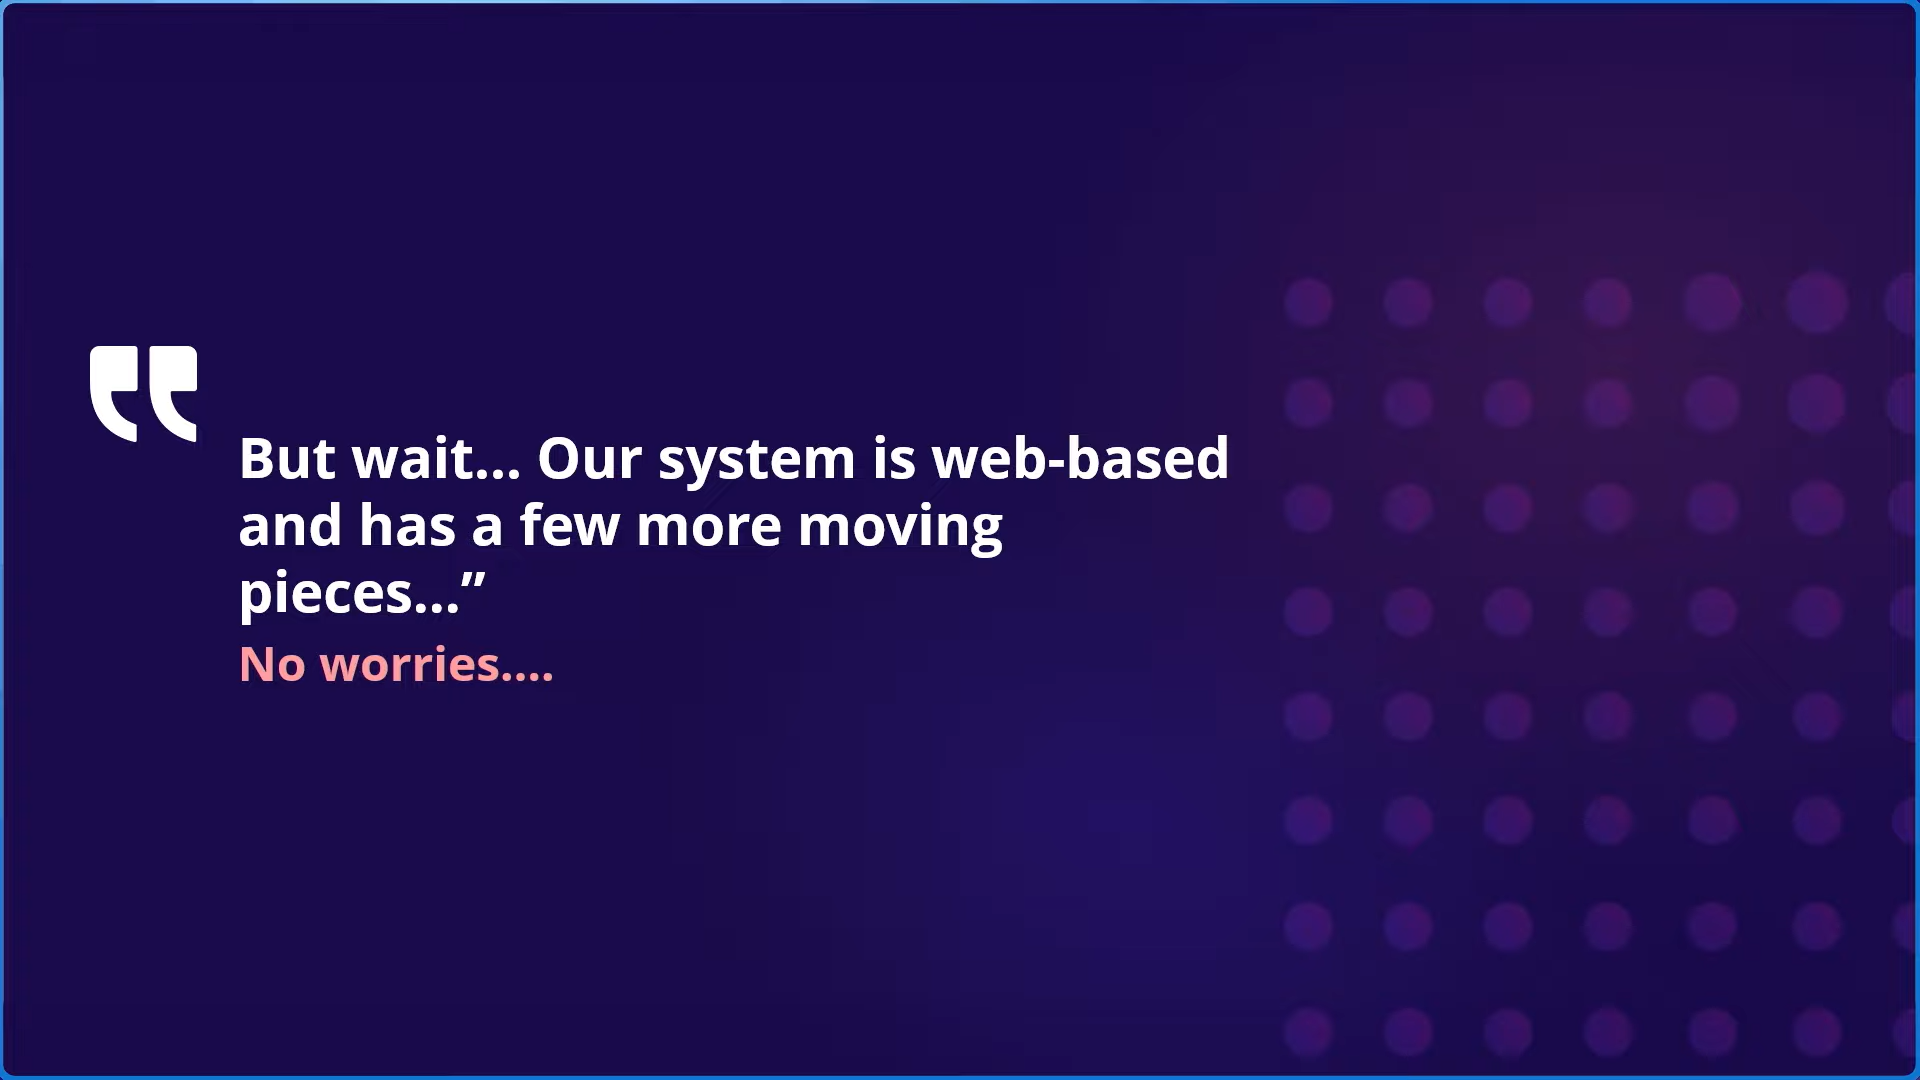 But wait... Our system is web-based
and has a few more moving
pieces...”
No worries....